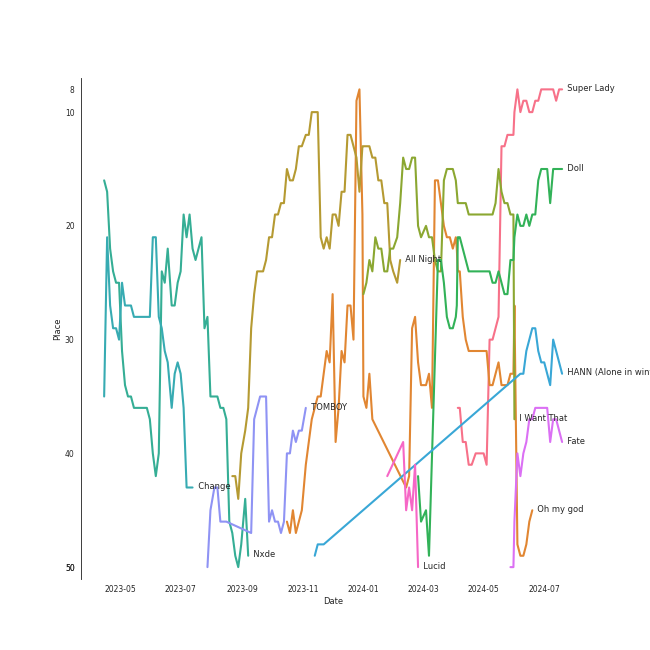 8
10
20
30
40
50
Place
Super Lady
Doll
All Night
HANN (Alone in win
TOMBOY
I Want That
Fate
Change
Oh my god
Nxde
Lucid
2023-05
2023-07
2023-09
2023-11
2024-01
2024-03
2024-05
2024-07
Date